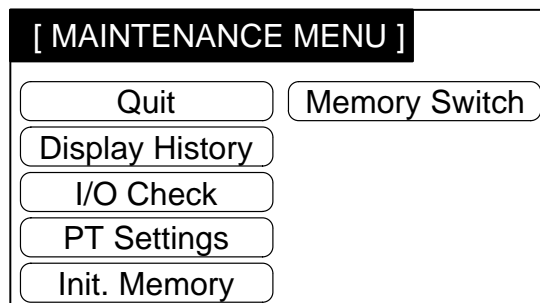 [ MAINTENANCE MENU ]
Quit Memory Switch
Display History
I/O Check
PT Settings
Init. Memory